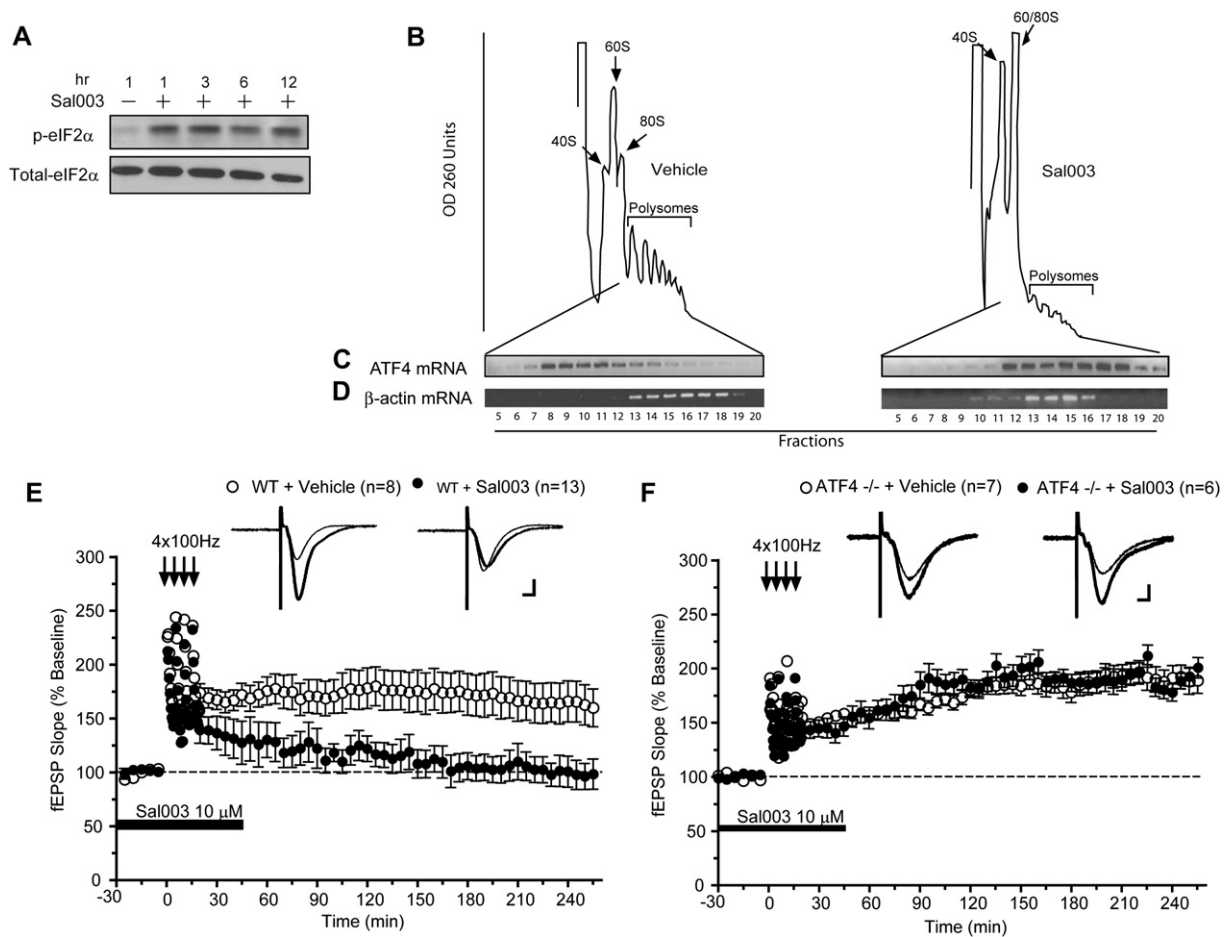 A
hr 1 1 3 6 12
Sal003 – + + + +
p-eIF2α
Total-eIF2α
B
OD 260 Units
40S
60S
80S
Vehicle
Polysomes
40S
60/80S
Sal003
Polysomes
C
ATF4 mRNA
D
β-actin mRNA
5 6 7 8 9 10 11 12 13 14 15 16 17 18 19 20
5 6 7 8 9 10 11 12 13 14 15 16 17 18 19 20
Fractions
E
WT + Vehicle (n=8)
WT + Sal003 (n=13)
4x100Hz
fEPSP Slope (% Baseline)
300
250
200
150
100
50
0
Sal003 10 μM
-30 0 30 60 90 120 150 180 210 240
Time (min)
F
ATF4 -/- + Vehicle (n=7)
ATF4 -/- + Sal003 (n=6)
4x100Hz
fEPSP Slope (% Baseline)
300
250
200
150
100
50
0
Sal003 10 μM
-30 0 30 60 90 120 150 180 210 240
Time (min)